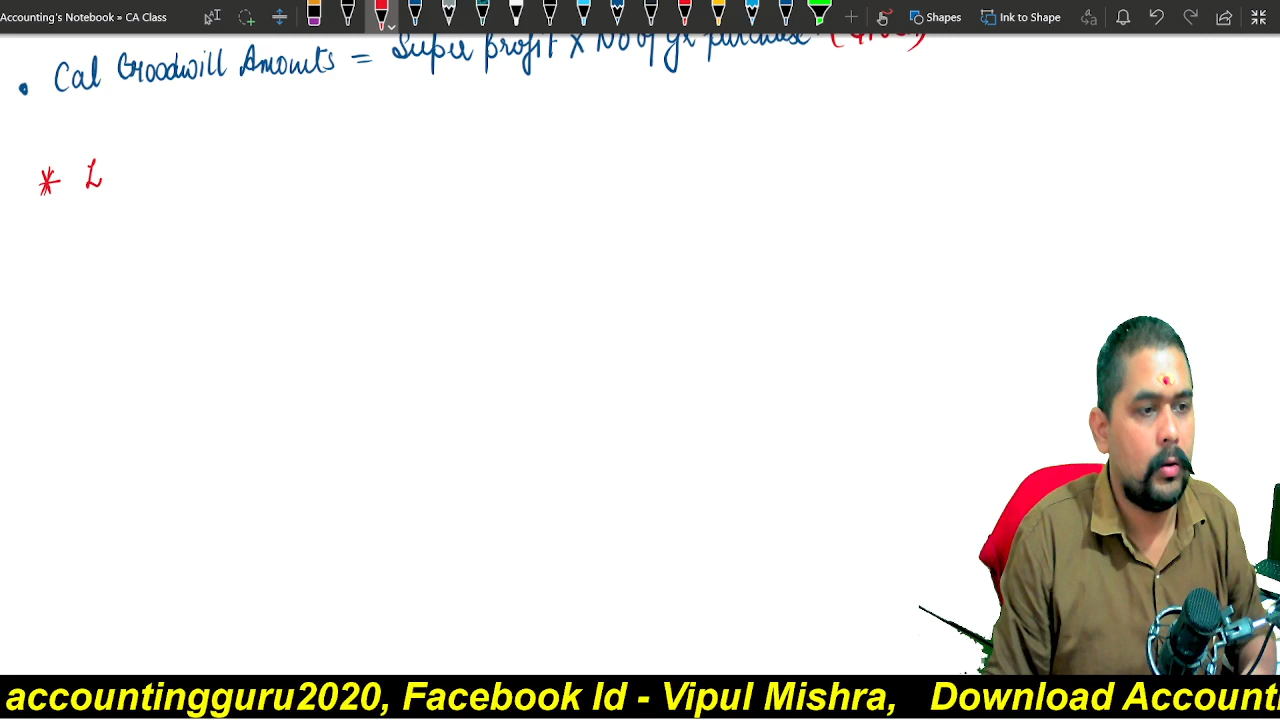 Accounting's Notebook » CA Class
Shapes
Ink to Shape
• Cal Goodwill Amounts = Super profit X No of yr purchase
* L
accountingguru2020, Facebook Id - Vipul Mishra, Download Account